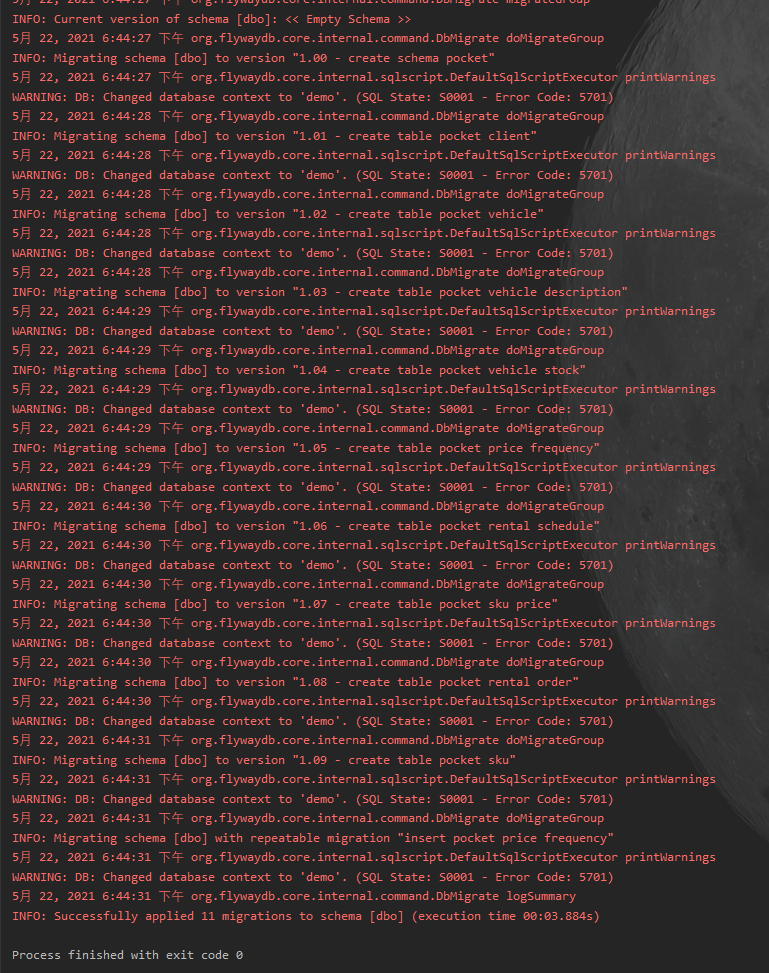 5月 22, 2021 6:44:27 下午 org.flywaydb.core.internal.command.DbMigrate migrateGroup
INFO: Current version of schema [dbo]: << Empty Schema >>
5月 22, 2021 6:44:27 下午 org.flywaydb.core.internal.command.DbMigrate doMigrateGroup
INFO: Migrating schema [dbo] to version "1.00 - create schema pocket"
5月 22, 2021 6:44:27 下午 org.flywaydb.core.internal.sqlscript.DefaultSqlScriptExecutor printWarnings
WARNING: DB: Changed database context to 'demo'. (SQL State: S0001 - Error Code: 5701)
5月 22, 2021 6:44:28 下午 org.flywaydb.core.internal.command.DbMigrate doMigrateGroup
INFO: Migrating schema [dbo] to version "1.01 - create table pocket client"
5月 22, 2021 6:44:28 下午 org.flywaydb.core.internal.sqlscript.DefaultSqlScriptExecutor printWarnings
WARNING: DB: Changed database context to 'demo'. (SQL State: S0001 - Error Code: 5701)
5月 22, 2021 6:44:28 下午 org.flywaydb.core.internal.command.DbMigrate doMigrateGroup
INFO: Migrating schema [dbo] to version "1.02 - create table pocket vehicle"
5月 22, 2021 6:44:28 下午 org.flywaydb.core.internal.sqlscript.DefaultSqlScriptExecutor printWarnings
WARNING: DB: Changed database context to 'demo'. (SQL State: S0001 - Error Code: 5701)
5月 22, 2021 6:44:28 下午 org.flywaydb.core.internal.command.DbMigrate doMigrateGroup
INFO: Migrating schema [dbo] to version "1.03 - create table pocket vehicle description"
5月 22, 2021 6:44:29 下午 org.flywaydb.core.internal.sqlscript.DefaultSqlScriptExecutor printWarnings
WARNING: DB: Changed database context to 'demo'. (SQL State: S0001 - Error Code: 5701)
5月 22, 2021 6:44:29 下午 org.flywaydb.core.internal.command.DbMigrate doMigrateGroup
INFO: Migrating schema [dbo] to version "1.04 - create table pocket vehicle stock"
5月 22, 2021 6:44:29 下午 org.flywaydb.core.internal.sqlscript.DefaultSqlScriptExecutor printWarnings
WARNING: DB: Changed database context to 'demo'. (SQL State: S0001 - Error Code: 5701)
5月 22, 2021 6:44:29 下午 org.flywaydb.core.internal.command.DbMigrate doMigrateGroup
INFO: Migrating schema [dbo] to version "1.05 - create table pocket price frequency"
5月 22, 2021 6:44:29 下午 org.flywaydb.core.internal.sqlscript.DefaultSqlScriptExecutor printWarnings
WARNING: DB: Changed database context to 'demo'. (SQL State: S0001 - Error Code: 5701)
5月 22, 2021 6:44:30 下午 org.flywaydb.core.internal.command.DbMigrate doMigrateGroup
INFO: Migrating schema [dbo] to version "1.06 - create table pocket rental schedule"
5月 22, 2021 6:44:30 下午 org.flywaydb.core.internal.sqlscript.DefaultSqlScriptExecutor printWarnings
WARNING: DB: Changed database context to 'demo'. (SQL State: S0001 - Error Code: 5701)
5月 22, 2021 6:44:30 下午 org.flywaydb.core.internal.command.DbMigrate doMigrateGroup
INFO: Migrating schema [dbo] to version "1.07 - create table pocket sku price"
5月 22, 2021 6:44:30 下午 org.flywaydb.core.internal.sqlscript.DefaultSqlScriptExecutor printWarnings
WARNING: DB: Changed database context to 'demo'. (SQL State: S0001 - Error Code: 5701)
5月 22, 2021 6:44:30 下午 org.flywaydb.core.internal.command.DbMigrate doMigrateGroup
INFO: Migrating schema [dbo] to version "1.08 - create table pocket rental order"
5月 22, 2021 6:44:30 下午 org.flywaydb.core.internal.sqlscript.DefaultSqlScriptExecutor printWarnings
WARNING: DB: Changed database context to 'demo'. (SQL State: S0001 - Error Code: 5701)
5月 22, 2021 6:44:31 下午 org.flywaydb.core.internal.command.DbMigrate doMigrateGroup
INFO: Migrating schema [dbo] to version "1.09 - create table pocket sku"
5月 22, 2021 6:44:31 下午 org.flywaydb.core.internal.sqlscript.DefaultSqlScriptExecutor printWarnings
WARNING: DB: Changed database context to 'demo'. (SQL State: S0001 - Error Code: 5701)
5月 22, 2021 6:44:31 下午 org.flywaydb.core.internal.command.DbMigrate doMigrateGroup
INFO: Migrating schema [dbo] with repeatable migration "insert pocket price frequency"
5月 22, 2021 6:44:31 下午 org.flywaydb.core.internal.sqlscript.DefaultSqlScriptExecutor printWarnings
WARNING: DB: Changed database context to 'demo'. (SQL State: S0001 - Error Code: 5701)
5月 22, 2021 6:44:31 下午 org.flywaydb.core.internal.command.DbMigrate logSummary
INFO: Successfully applied 11 migrations to schema [dbo] (execution time 00:03.884s)
Process finished with exit code 0